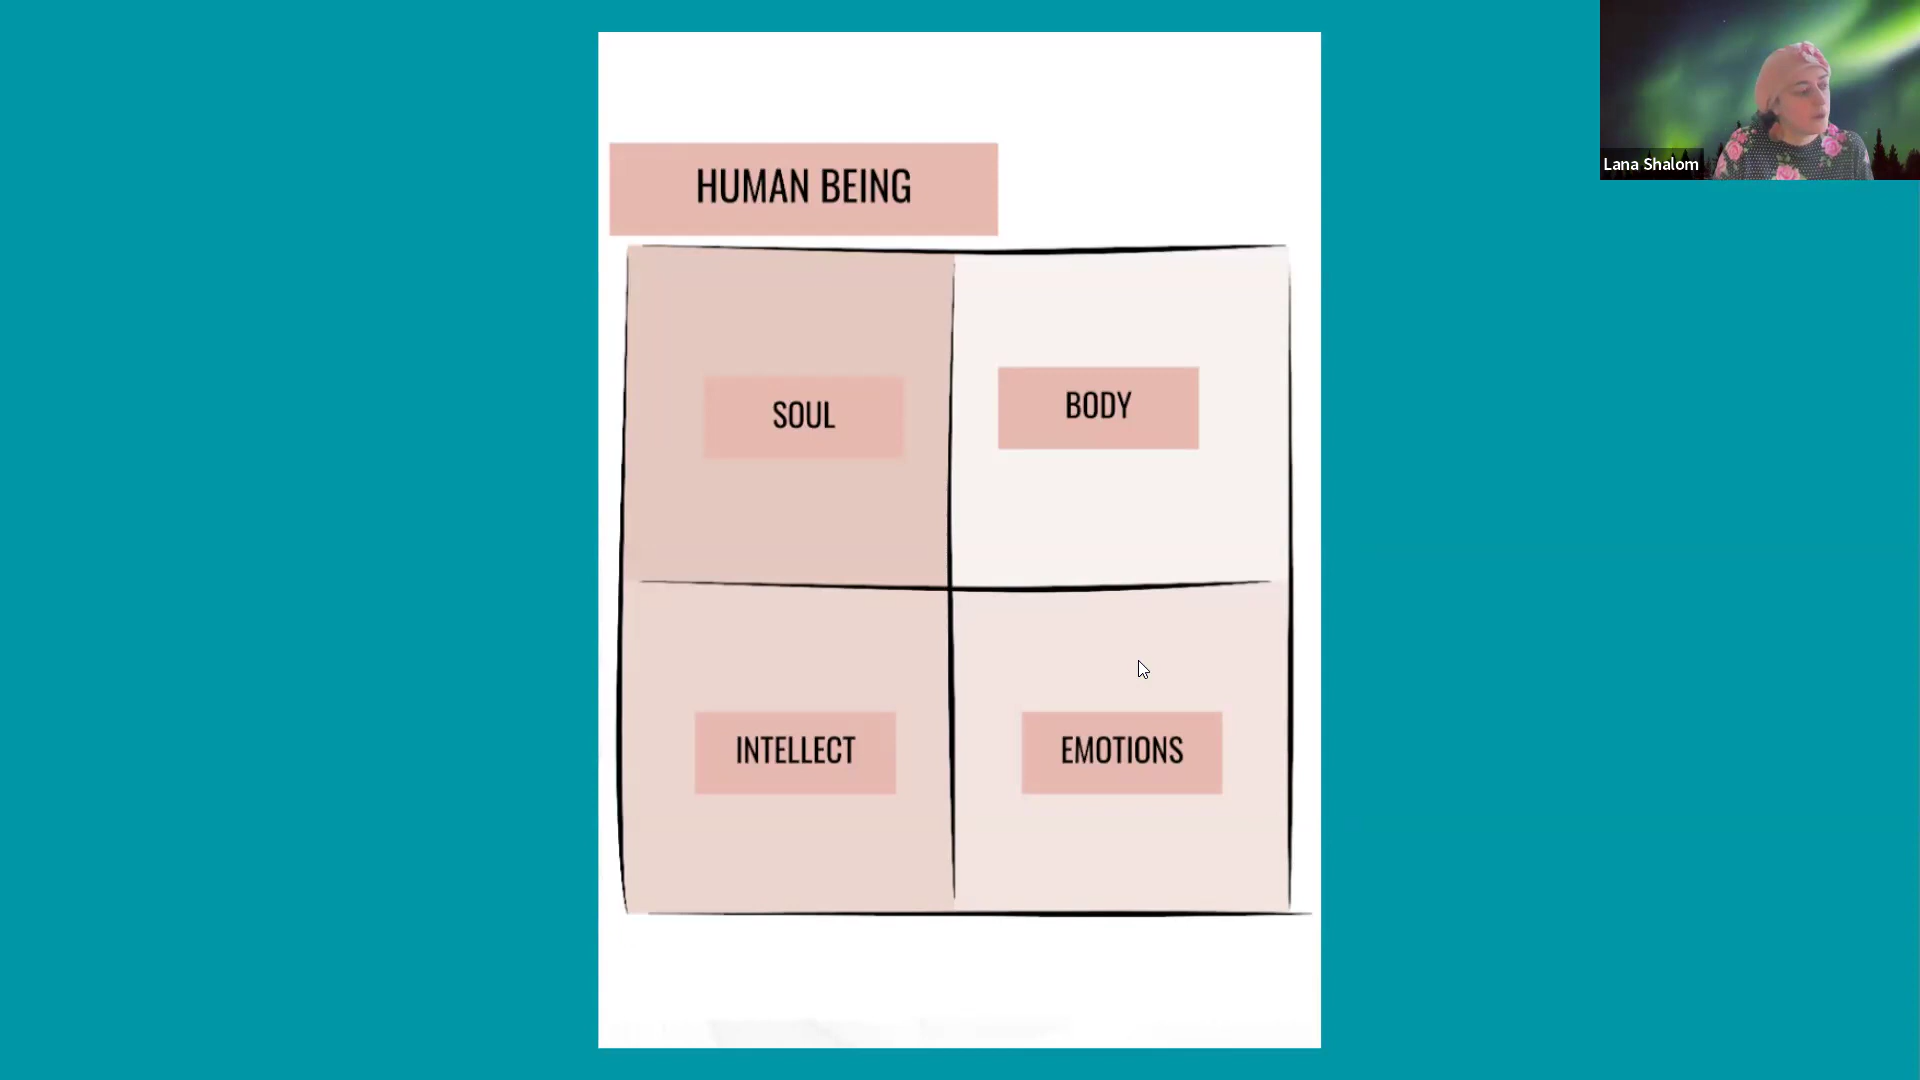 HUMAN BEING
SOUL
BODY
INTELLECT
EMOTIONS
Lana Shalom